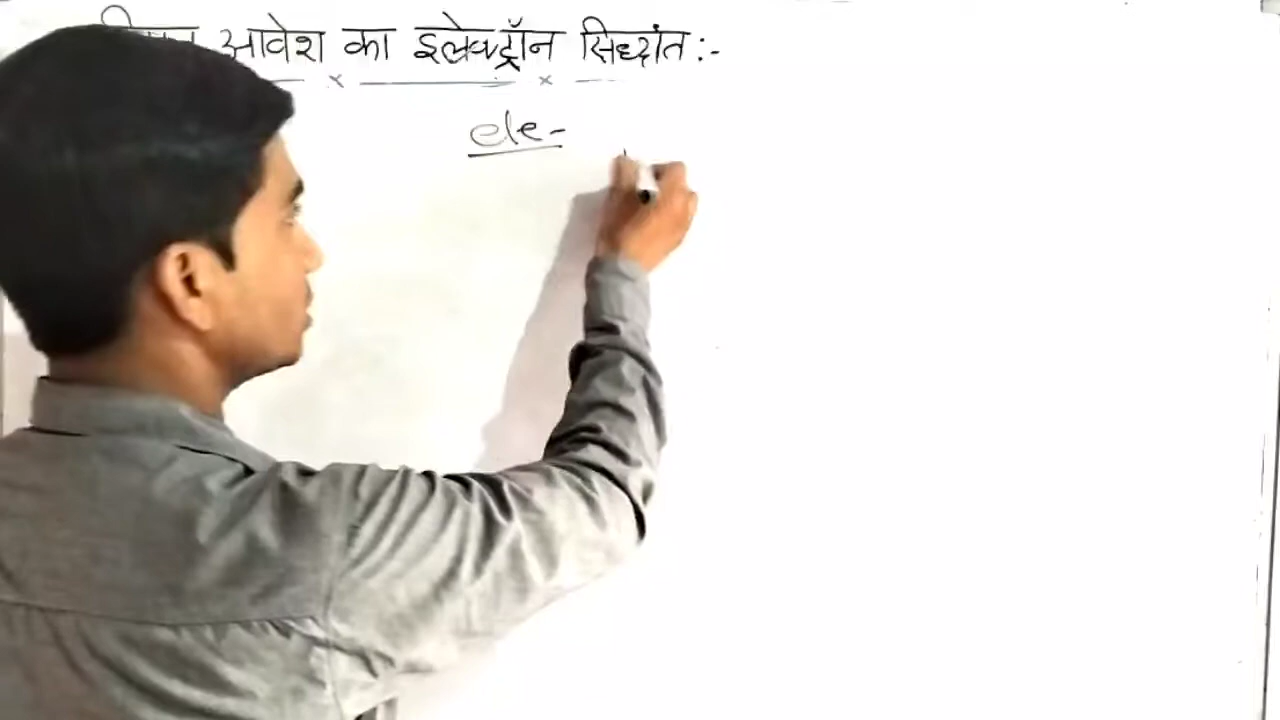 आवेश का इलेक्ट्रॉन सिध्दांत :-
ele-